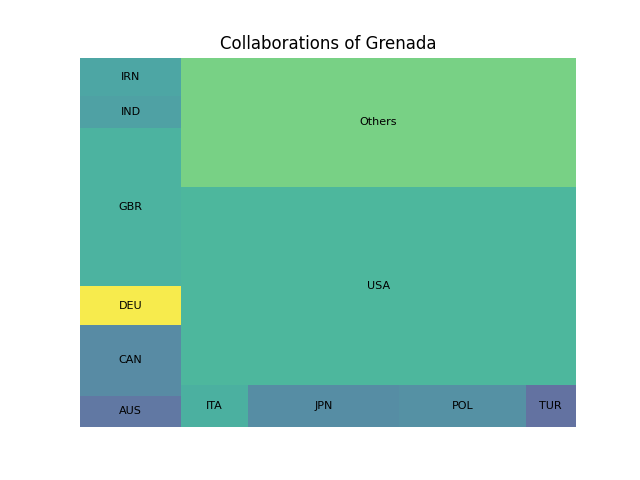 Collaborations of Grenada
IRN
IND
GBR
DEU
CAN
AUS
Others
USA
ITA
JPN
POL
TUR